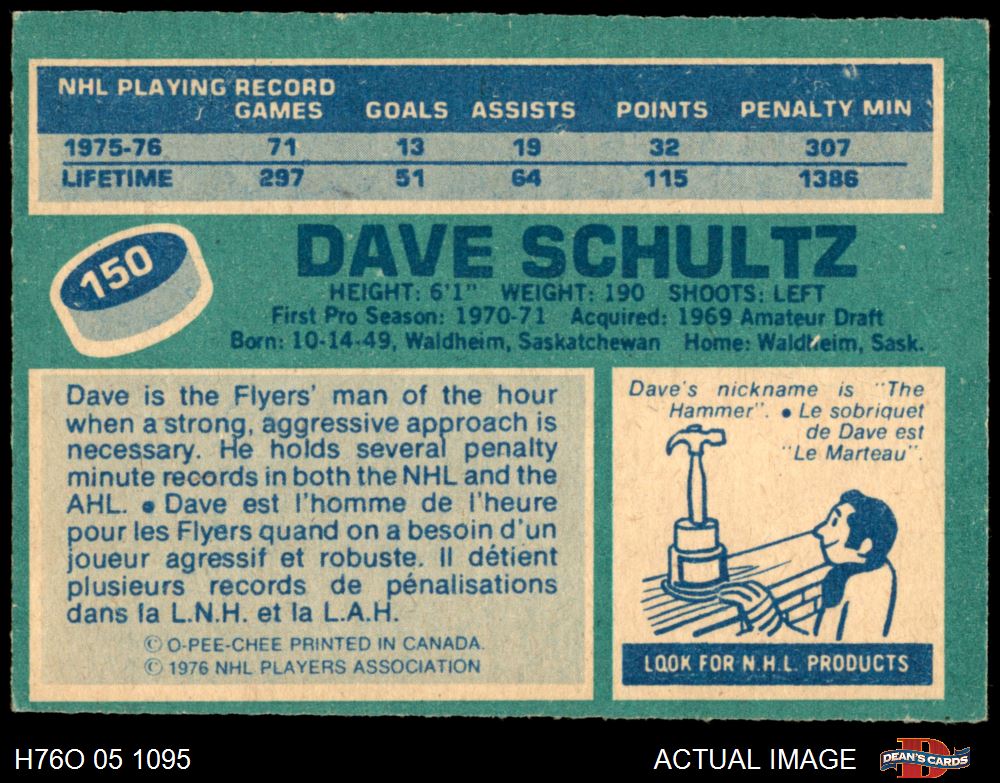 NHL PLAYING RECORD
GAMES GOALS ASSISTS POINTS PENALTY MIN
1975-76 71 13 19 32 307
LIFETIME 297 51 64 115 1386
150
DAVE SCHULTZ
HEIGHT: 6'1" WEIGHT: 190 SHOOTS: LEFT
First Pro Season: 1970-71 Acquired: 1969 Amateur Draft
Born: 10-14-49, Waldheim, Saskatchewan Home: Waldheim, Sask.
Dave is the Flyers' man of the hour
when a strong, aggressive approach is
necessary. He holds several penalty
minute records in both the NHL and the
AHL. • Dave est l'homme de l'heure
pour les Flyers quand on a besoin d'un
joueur agressif et robuste. Il détient
plusieurs records de pénalisations
dans la L.N.H. et la L.A.H.
© O-PEE-CHEE PRINTED IN CANADA.
© 1976 NHL PLAYERS ASSOCIATION
Dave's nickname is "The
Hammer". • Le sobriquet
de Dave est
"Le Marteau".
LOOK FOR N.H.L. PRODUCTS
H76O 05 1095
ACTUAL IMAGE
D
DEAN'S CARDS